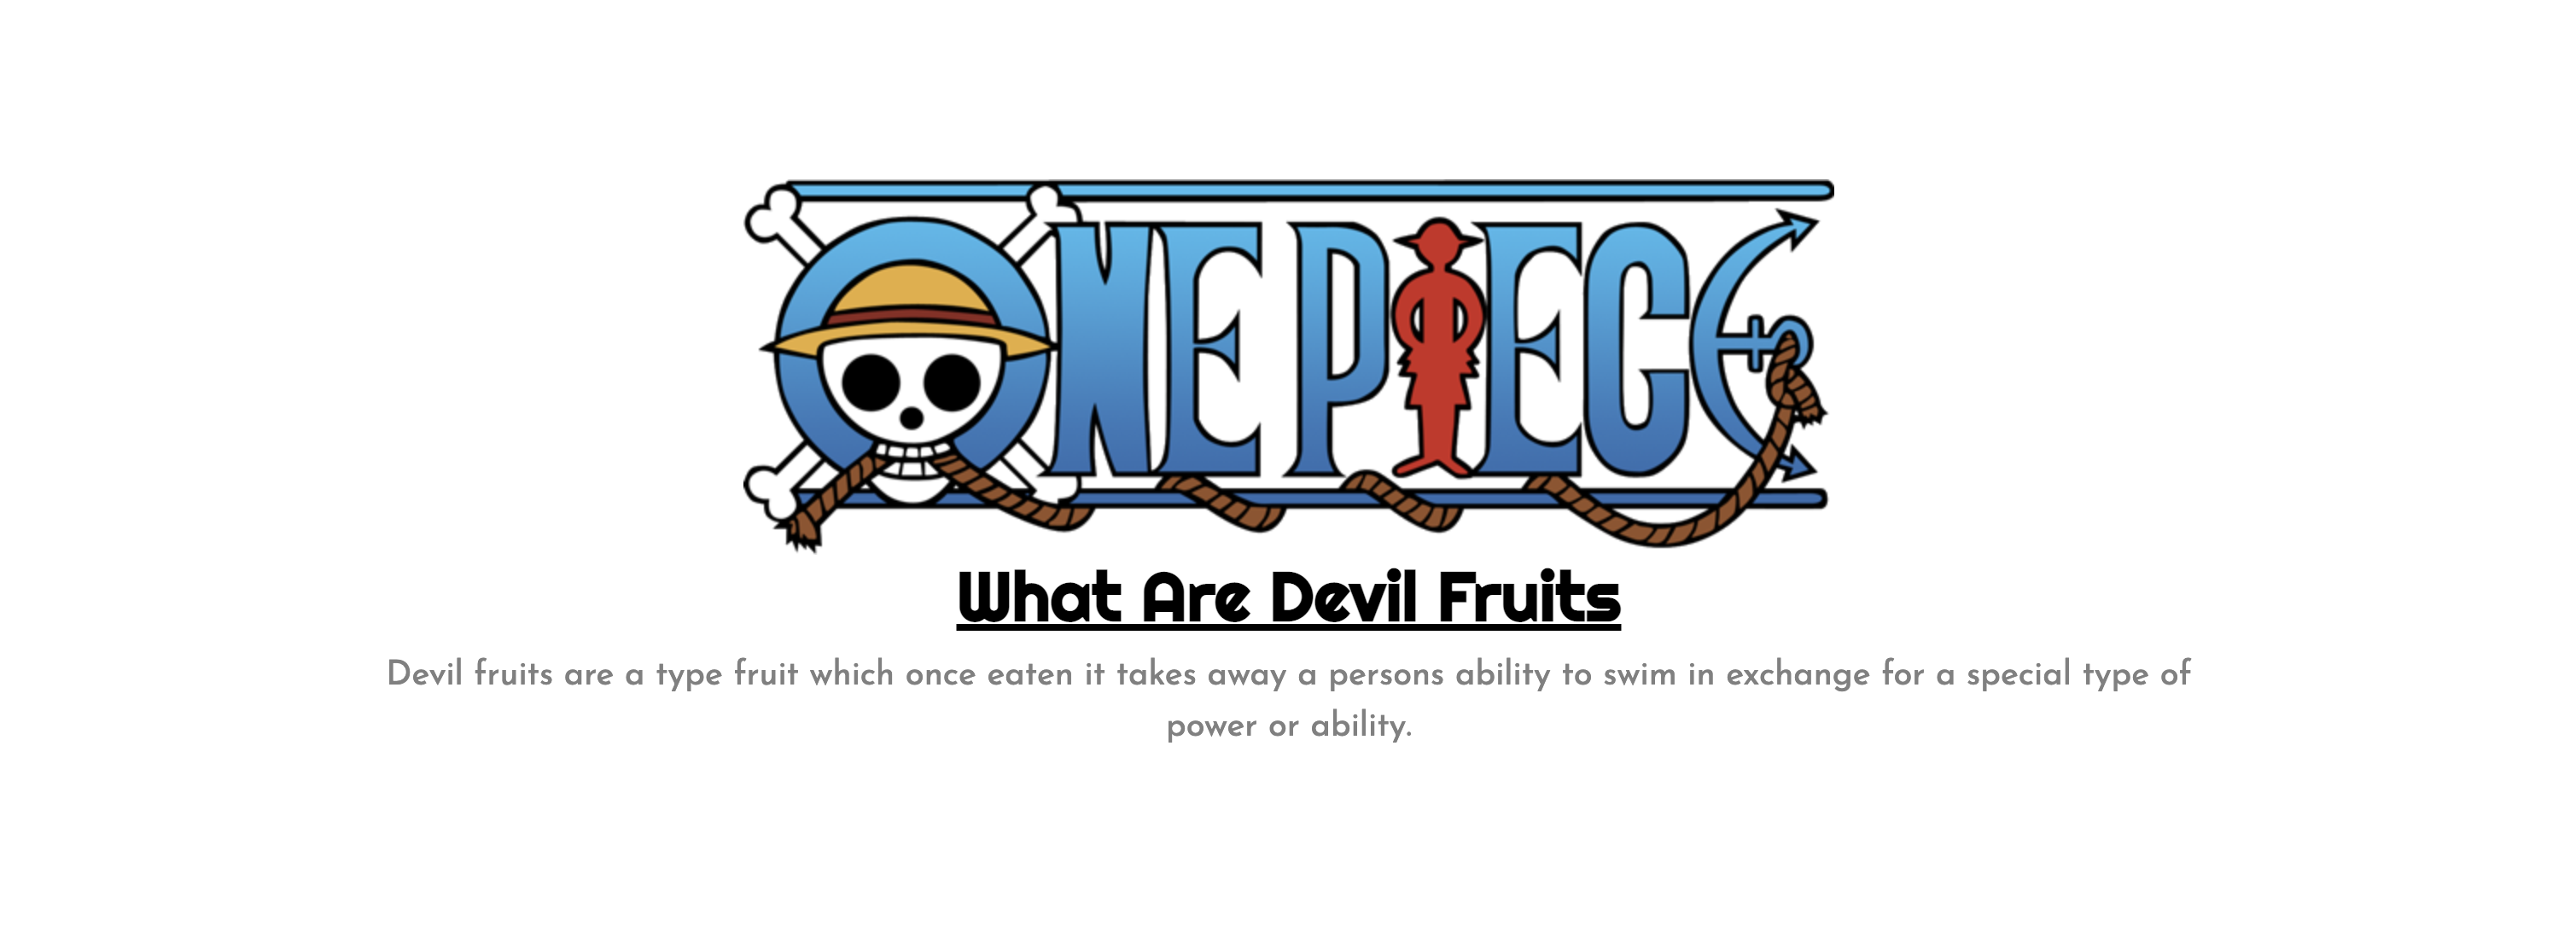 ONE PIECE
What Are Devil Fruits
Devil fruits are a type fruit which once eaten it takes away a persons ability to swim in exchange for a special type of
power or ability.